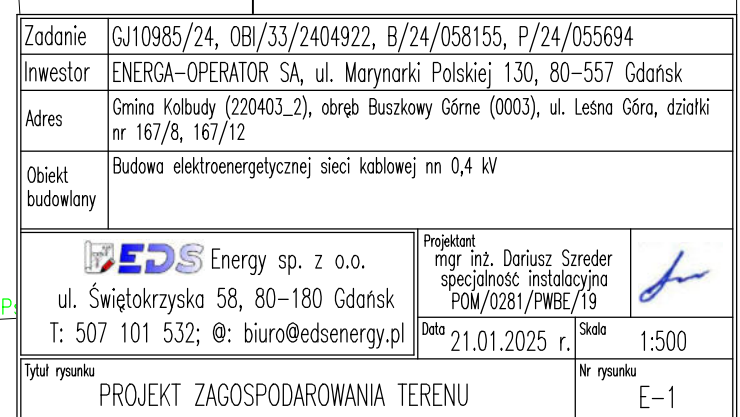 Zadanie GJ10985/24, OBI/33/2404922, B/24/058155, P/24/055694
Inwestor ENERGA-OPERATOR SA, ul. Marynarki Polskiej 130, 80-557 Gdańsk
Adres Gmina Kolbudy (220403_2), obręb Buszkowy Górne (0003), ul. Leśna Góra, działki
nr 167/8, 167/12
Obiekt budowlany Budowa elektroenergetycznej sieci kablowej nn 0,4 kV
EDS Energy sp. z o.o.
ul. Świętokrzyska 58, 80-180 Gdańsk
T: 507 101 532; @: biuro@edsenergy.pl
Projektant
mgr inż. Dariusz Szreder
specjalność instalacyjna
POM/0281/PWBE/19
Data 21.01.2025 r.
Skala 1:500
Tytuł rysunku
PROJEKT ZAGOSPODAROWANIA TERENU
Nr rysunku
E-1